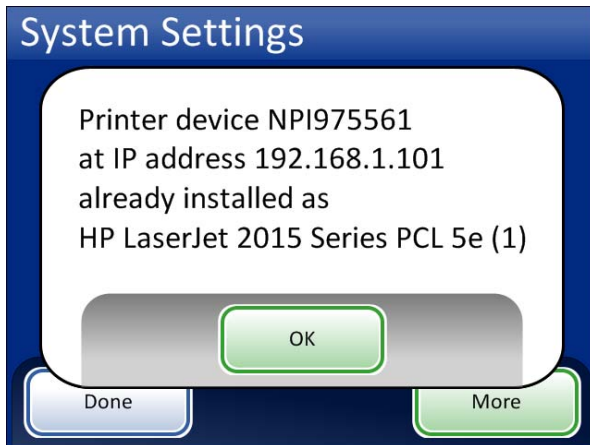 System Settings
Printer device NPI975561
at IP address 192.168.1.101
already installed as
HP LaserJet 2015 Series PCL 5e (1)
OK
Done
More